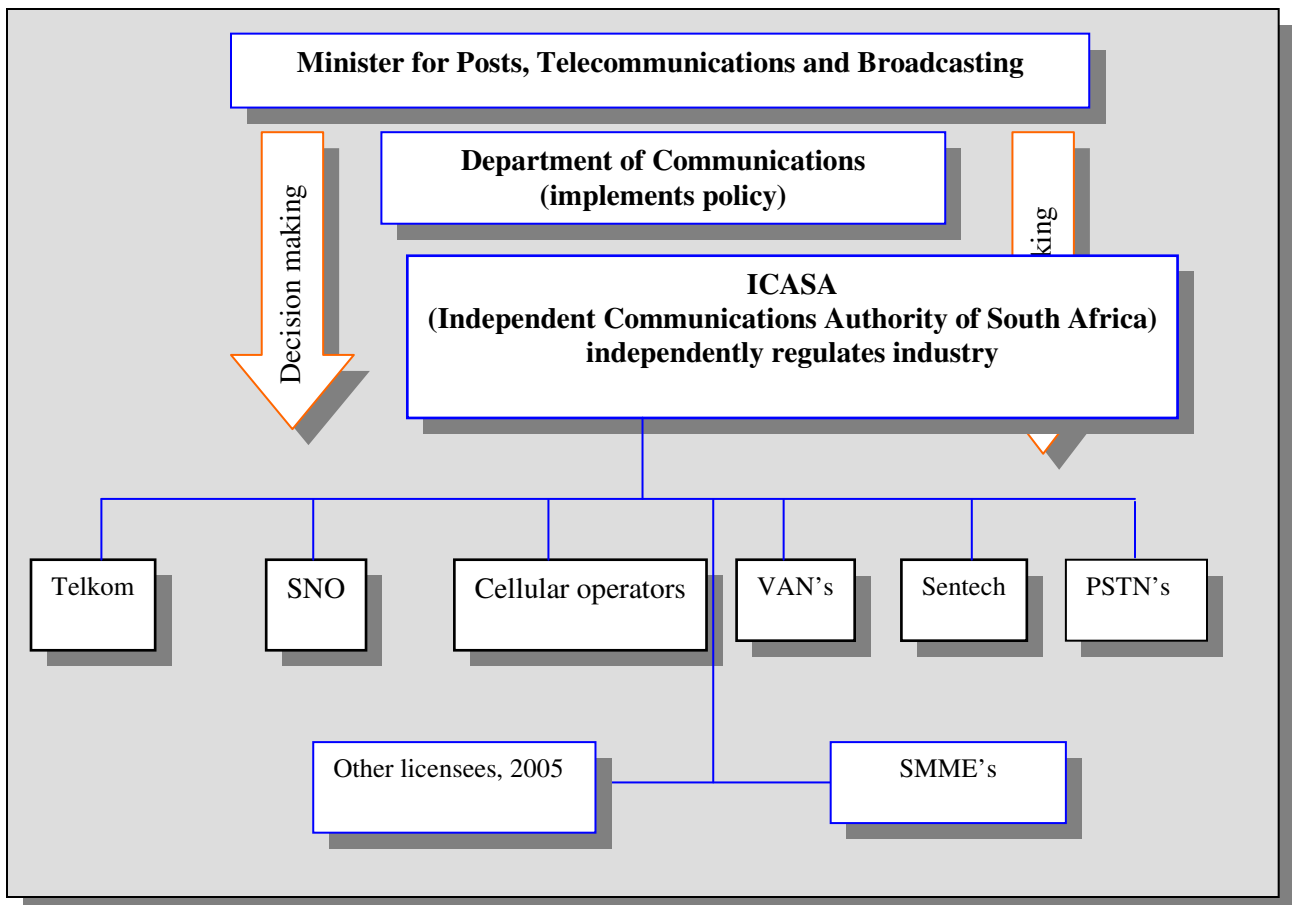 Minister for Posts, Telecommunications and Broadcasting
Department of Communications
(implements policy)
Decision making
king
ICASA
(Independent Communications Authority of South Africa)
independently regulates industry
Telkom
SNO
Cellular operators
VAN's
Sentech
PSTN's
Other licensees, 2005
SMME's